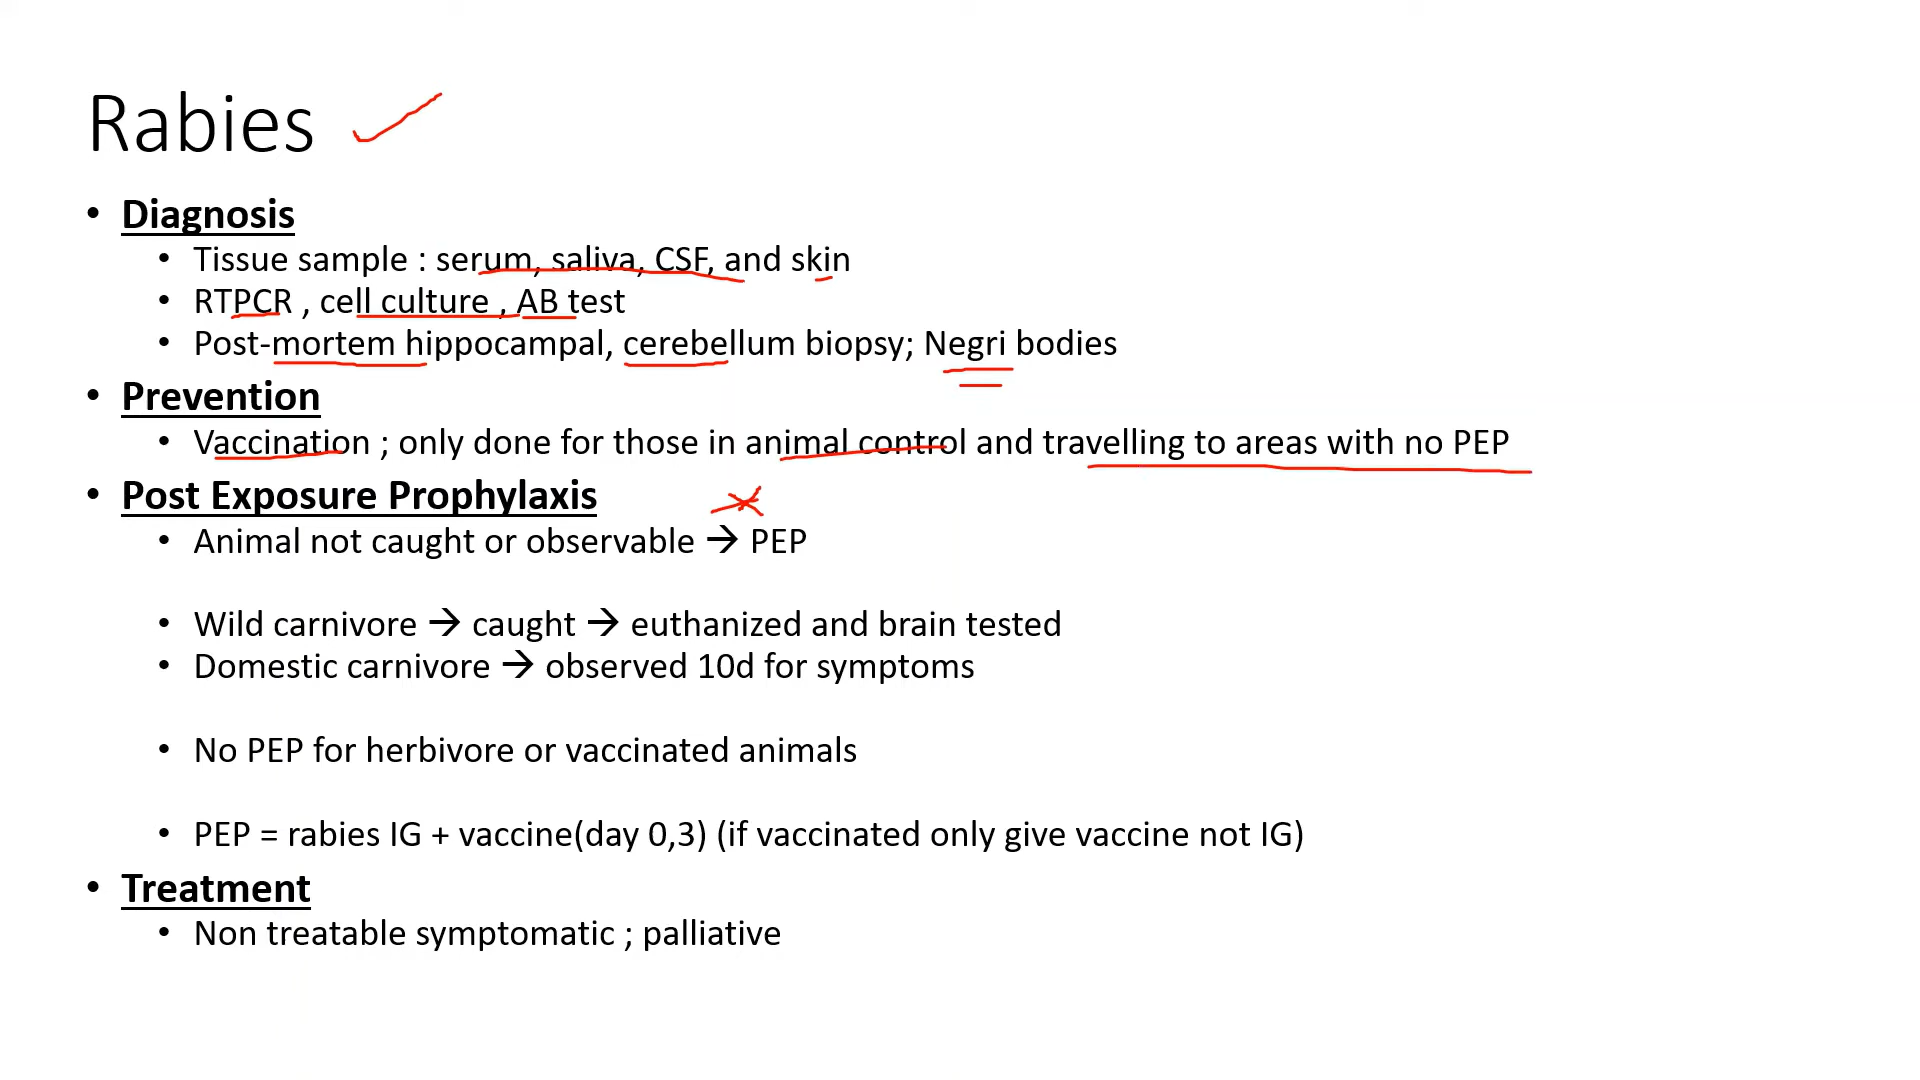 Rabies
• Diagnosis
• Tissue sample : serum, saliva, CSF, and skin
• RTPCR , cell culture , AB test
• Post-mortem hippocampal, cerebellum biopsy; Negri bodies
• Prevention
• Vaccination ; only done for those in animal control and travelling to areas with no PEP
• Post Exposure Prophylaxis
• Animal not caught or observable → PEP
• Wild carnivore → caught → euthanized and brain tested
• Domestic carnivore → observed 10d for symptoms
• No PEP for herbivore or vaccinated animals
• PEP = rabies IG + vaccine(day 0,3) (if vaccinated only give vaccine not IG)
• Treatment
• Non treatable symptomatic ; palliative